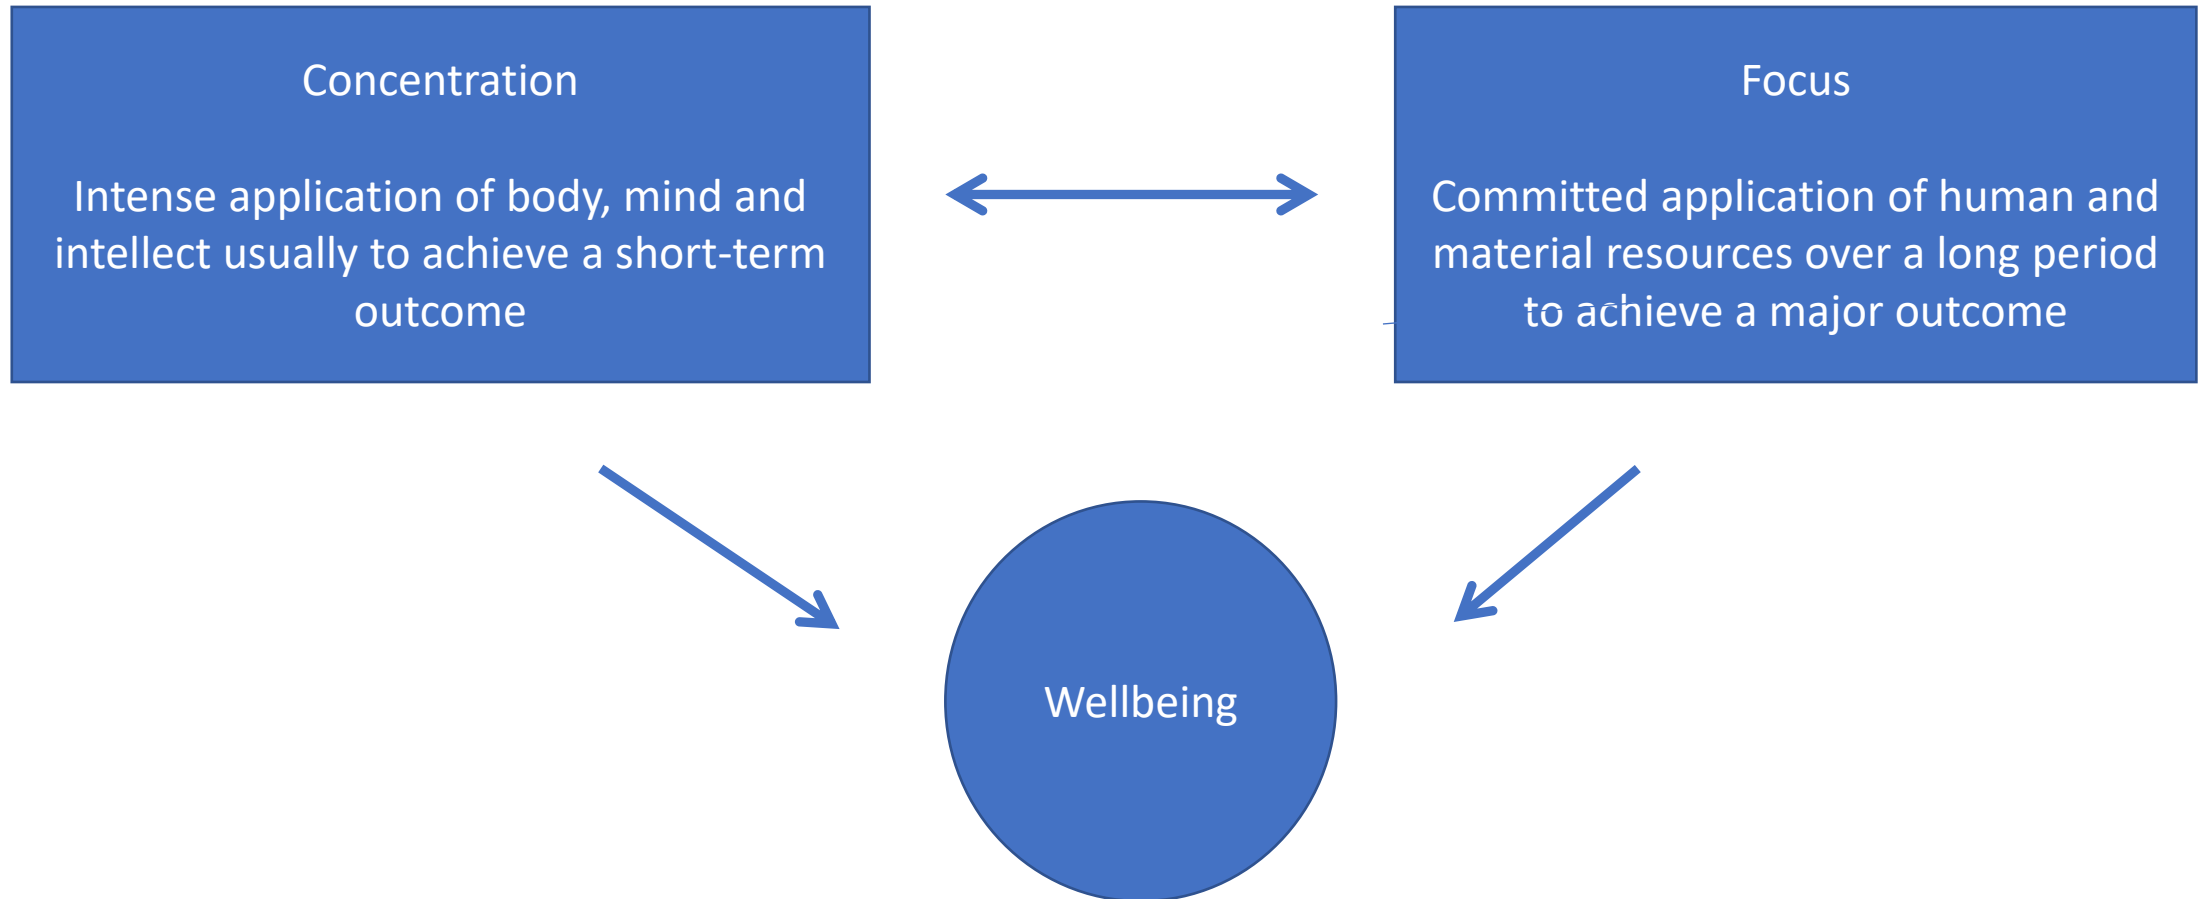 Concentration
Intense application of body, mind and
intellect usually to achieve a short-term
outcome
Focus
Committed application of human and
material resources over a long period
to achieve a major outcome
Wellbeing